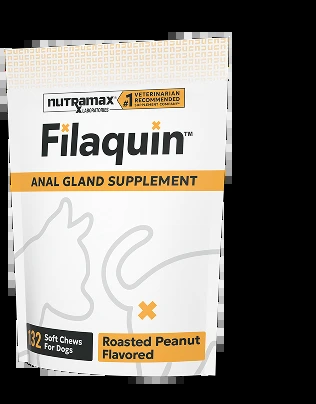 nutramax
Rx LABORATORIES
#1 VETERINARIAN
RECOMMENDED
SUPPLEMENT COMPANY
Filaquin™
ANAL GLAND SUPPLEMENT
132 Soft Chews
For Dogs
Roasted Peanut
Flavored